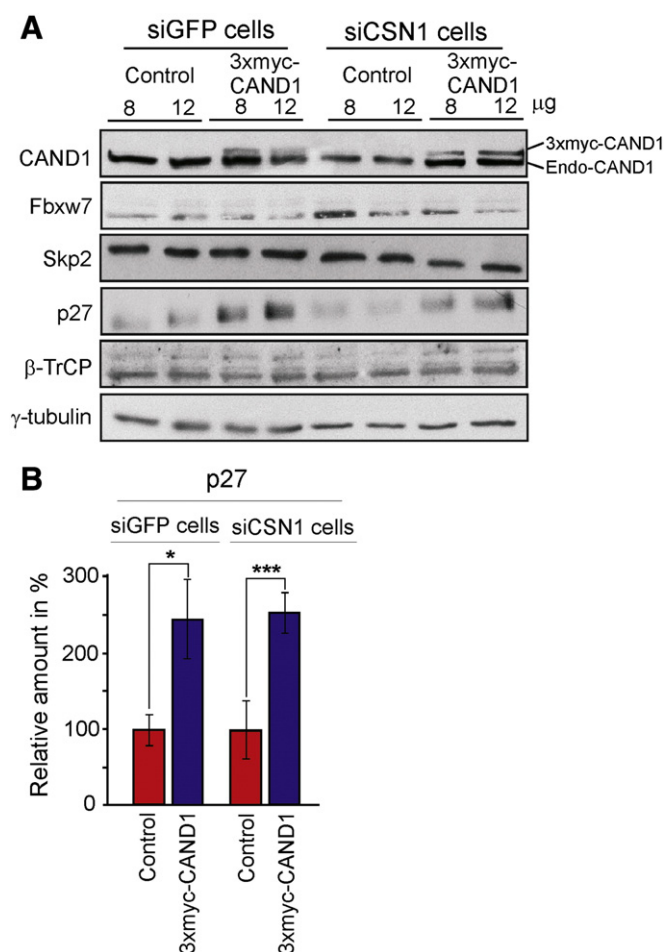 A
siGFP cells siCSN1 cells
Control 3xmyc-CAND1 Control 3xmyc-CAND1
8 12 8 12 8 12 8 12 μg
CAND1
3xmyc-CAND1
Endo-CAND1
Fbxw7
Skp2
p27
β-TrCP
γ-tubulin
B
p27
siGFP cells siCSN1 cells
* ***
Relative amount in %
300
200
100
0
Control
3xmyc-CAND1
Control
3xmyc-CAND1